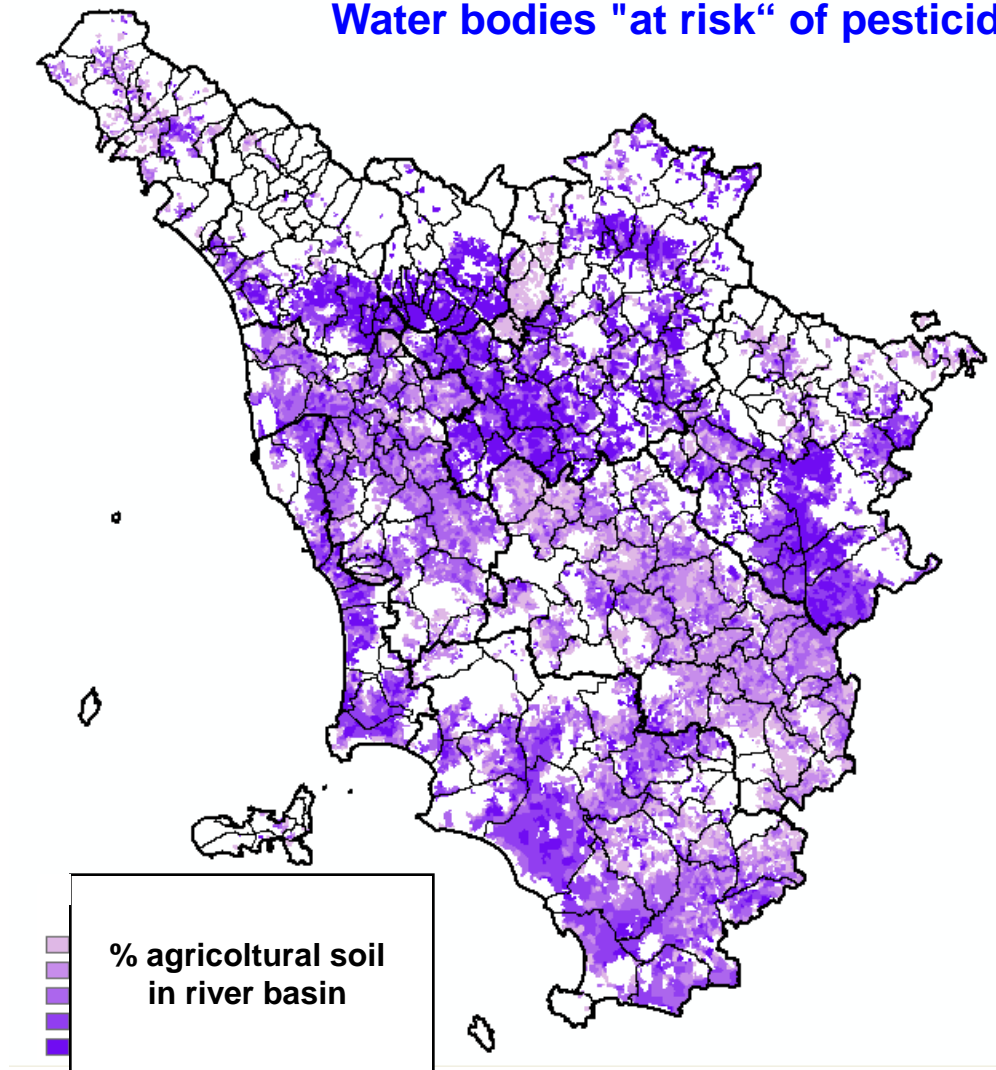 Water bodies "at risk“ of pesticid
% agricoltural soil
in river basin